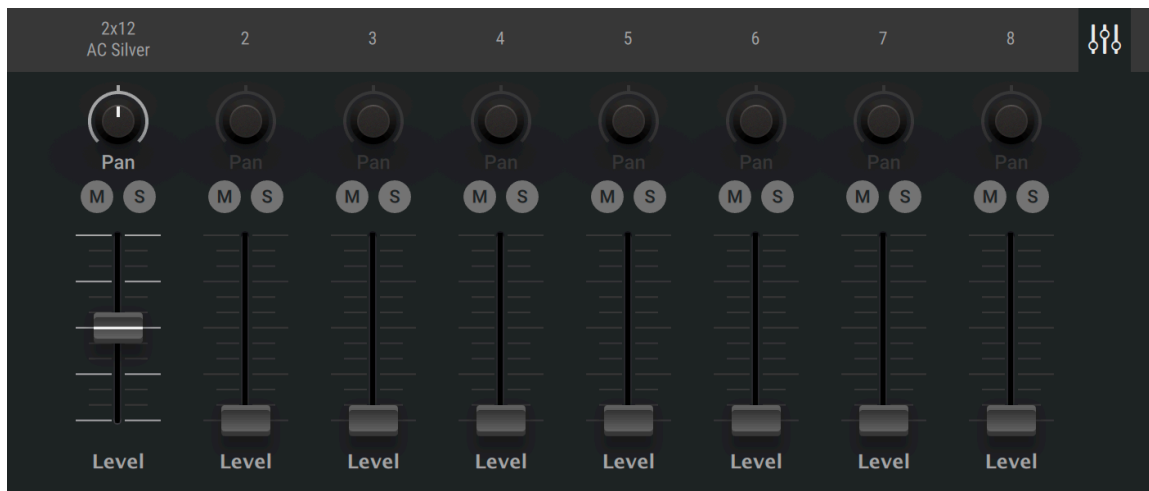 2x12
AC Silver
2 3 4 5 6 7 8
Pan Pan Pan Pan Pan Pan Pan Pan
M S M S M S M S M S M S M S M S
Level Level Level Level Level Level Level Level